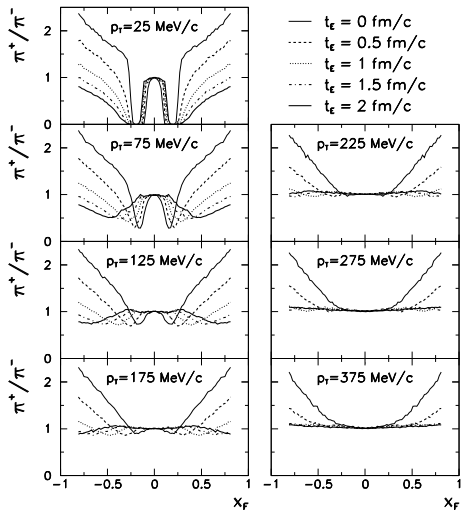 p_T=25 MeV/c
π⁺/π⁻
2
1
0
t_E = 0 fm/c
t_E = 0.5 fm/c
t_E = 1 fm/c
t_E = 1.5 fm/c
t_E = 2 fm/c
p_T=75 MeV/c
π⁺/π⁻
2
1
0
p_T=225 MeV/c
p_T=125 MeV/c
π⁺/π⁻
2
1
0
p_T=275 MeV/c
p_T=175 MeV/c
π⁺/π⁻
2
1
0
p_T=375 MeV/c
-1 -0.5 0 0.5 1
-1 -0.5 0 0.5 1
x_F
x_F